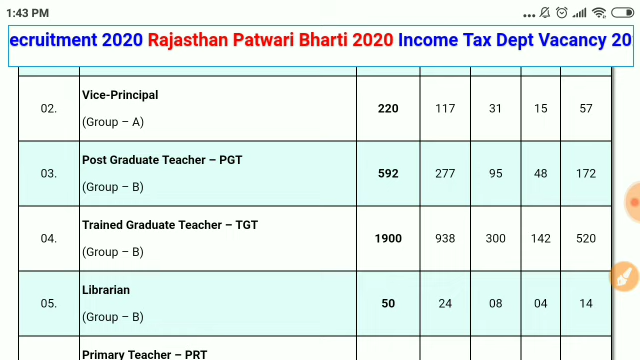 1:43 PM
ecruitment 2020 Rajasthan Patwari Bharti 2020 Income Tax Dept Vacancy 20
02. Vice-Principal (Group – A) 220 117 31 15 57
03. Post Graduate Teacher – PGT (Group – B) 592 277 95 48 172
04. Trained Graduate Teacher – TGT (Group – B) 1900 938 300 142 520
05. Librarian (Group – B) 50 24 08 04 14
Primary Teacher – PRT